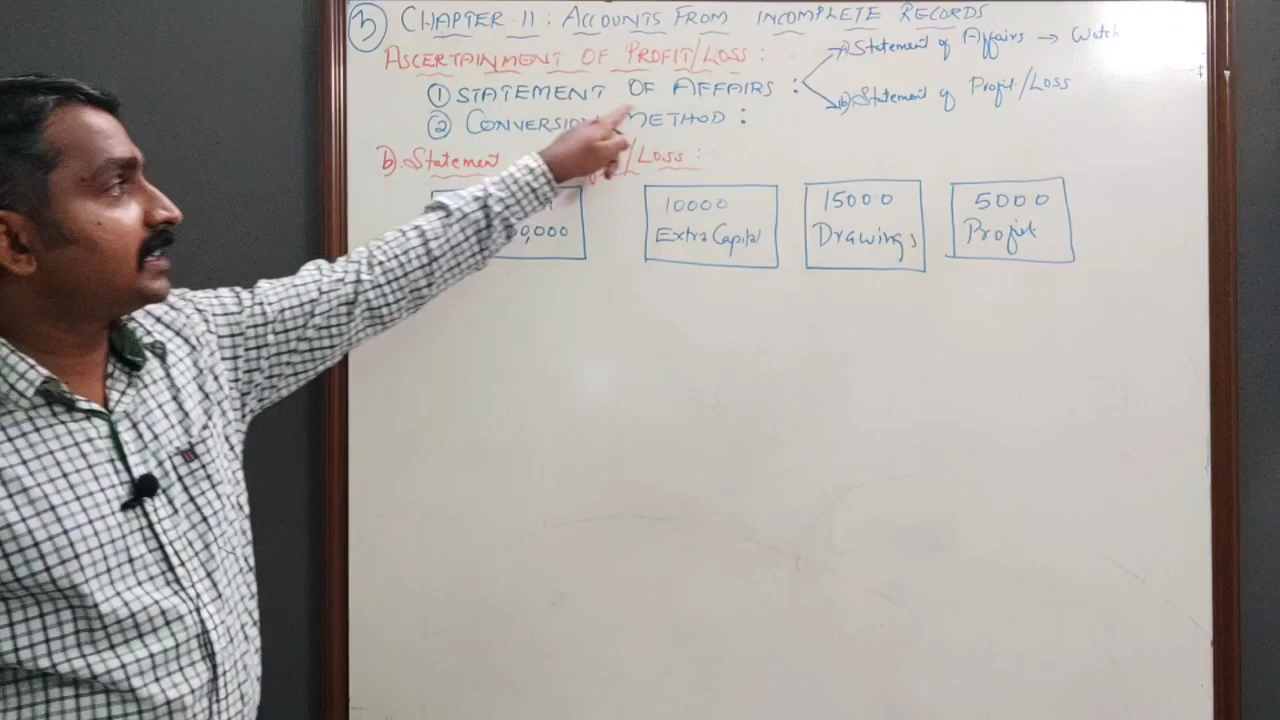 3 CHAPTER 11: ACCOUNTS FROM INCOMPLETE RECORDS
ASCERTAINMENT OF PROFIT/LOSS:
① STATEMENT OF AFFAIRS :
a) Statement of Affairs → Watch
b) Statement of Profit/Loss
② CONVERSION METHOD :
b). Statement /Loss:
10000
Extra Capital
15000
Drawings
5000
Profit